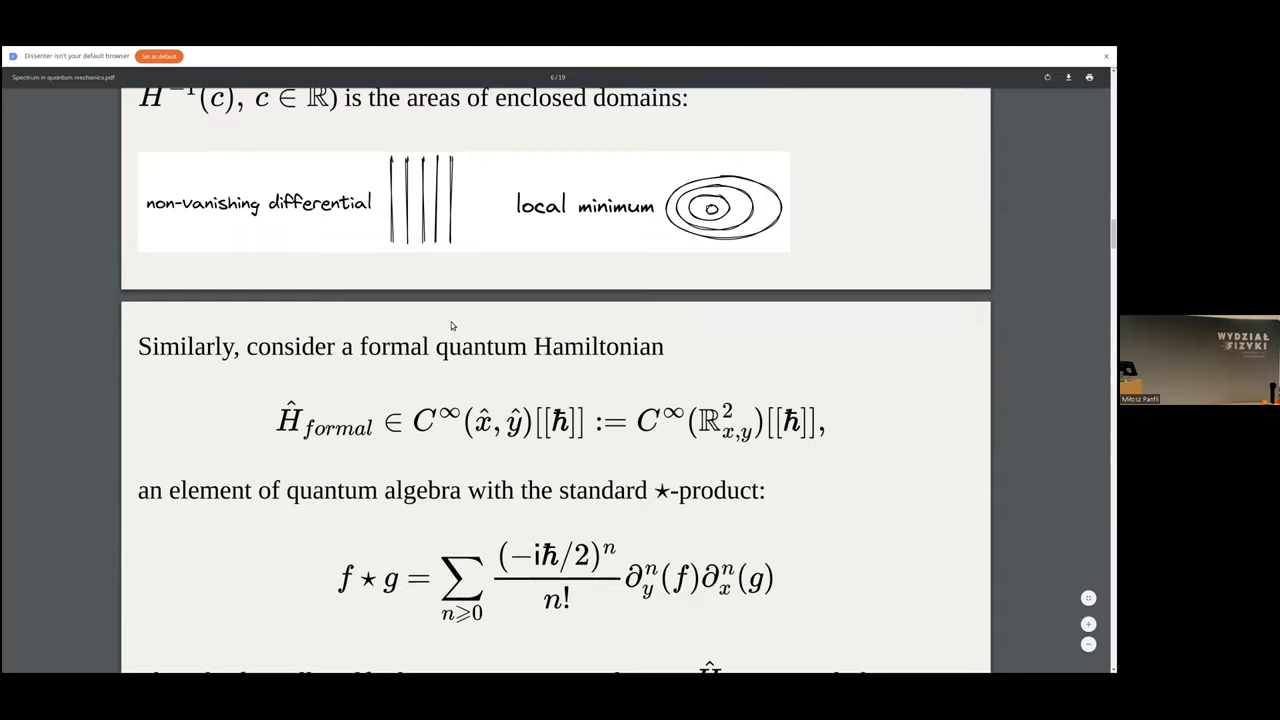 Dissenter isn't your default browser Set as default
Spectrum in quantum mechanics.pdf 6 / 19
H⁻¹(c), c ∈ ℝ) is the areas of enclosed domains:
non-vanishing differential local minimum
Similarly, consider a formal quantum Hamiltonian
Ĥ_formal ∈ C^∞(x̂, ŷ)[[ħ]] := C^∞(ℝ²_{x,y})[[ħ]],
an element of quantum algebra with the standard ⋆-product:
f ⋆ g = ∑_{n⩾0} (−iħ/2)ⁿ / n! ∂ⁿ_y(f)∂ⁿ_x(g)
WYDZIAŁ
FIZYKI
Miłosz Panfil